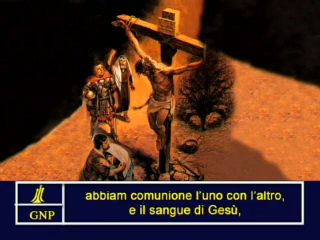 abbiam comunione l'uno con l'altro,
e il sangue di Gesù,
GNP